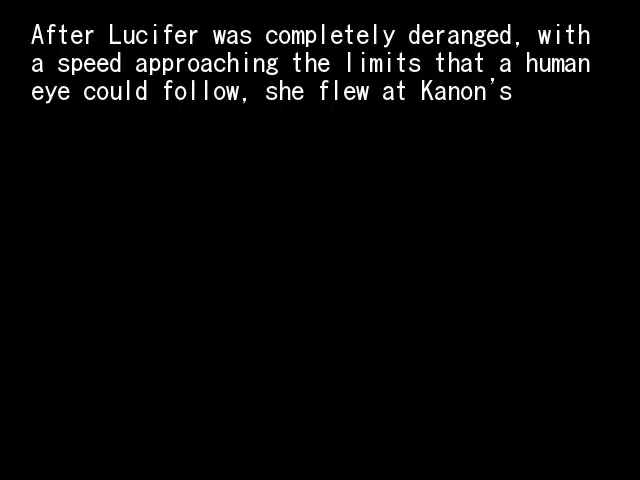 After Lucifer was completely deranged, with
a speed approaching the limits that a human
eye could follow, she flew at Kanon's